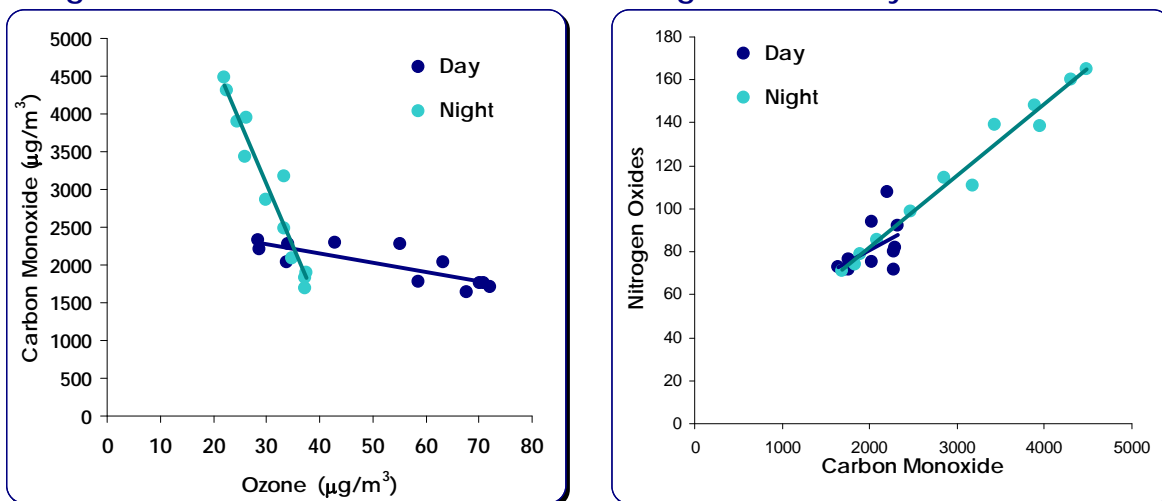 5000
4500
4000
3500
3000
2500
2000
1500
1000
500
0
Carbon Monoxide (μg/m³)
Day
Night
0 10 20 30 40 50 60 70 80
Ozone (μg/m³)
180
160
140
120
100
80
60
40
20
0
Nitrogen Oxides
Day
Night
0 1000 2000 3000 4000 5000
Carbon Monoxide